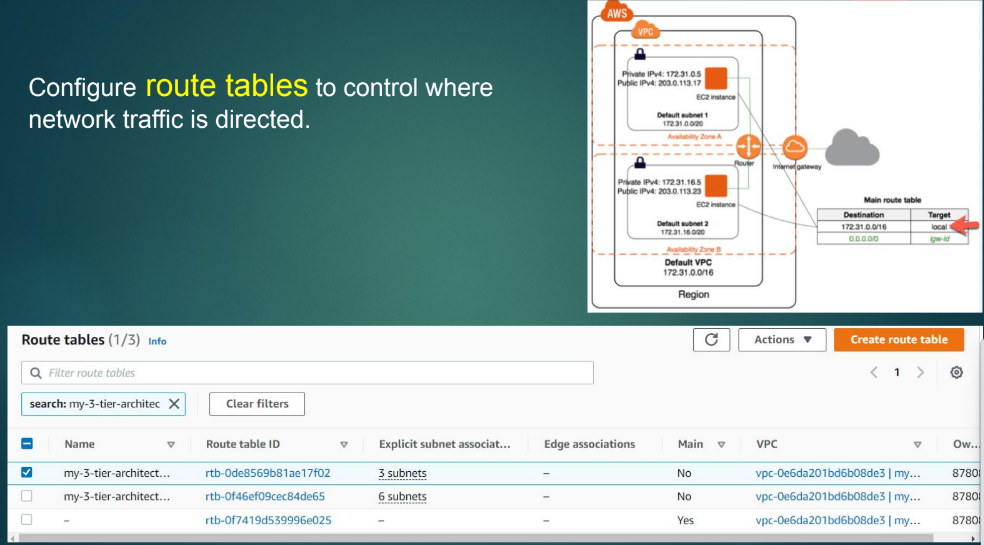 Configure route tables to control where
network traffic is directed.
AWS
VPC
Private IPv4: 172.31.0.5
Public IPv4: 203.0.113.17
EC2 instance
Default subnet 1
172.31.0.0/20
Availability Zone A
Router
Internet gateway
Private IPv4: 172.31.16.5
Public IPv4: 203.0.113.23
EC2 instance
Default subnet 2
172.31.16.0/20
Availability Zone B
Default VPC
172.31.0.0/16
Region
Main route table
Destination Target
172.31.0.0/16 local
0.0.0.0/0 igw-id
Route tables (1/3) Info
Actions
Create route table
Filter route tables
1
search: my-3-tier-architec
Clear filters
Name Route table ID Explicit subnet associat... Edge associations Main VPC Ow...
my-3-tier-architect... rtb-0de8569b81ae17f02 3 subnets – No vpc-0e6da201bd6b08de3 | my... 8780
my-3-tier-architect... rtb-0f46ef09cec84de65 6 subnets – No vpc-0e6da201bd6b08de3 | my... 8780
– rtb-0f7419d539996e025 – – Yes vpc-0e6da201bd6b08de3 | my... 8780